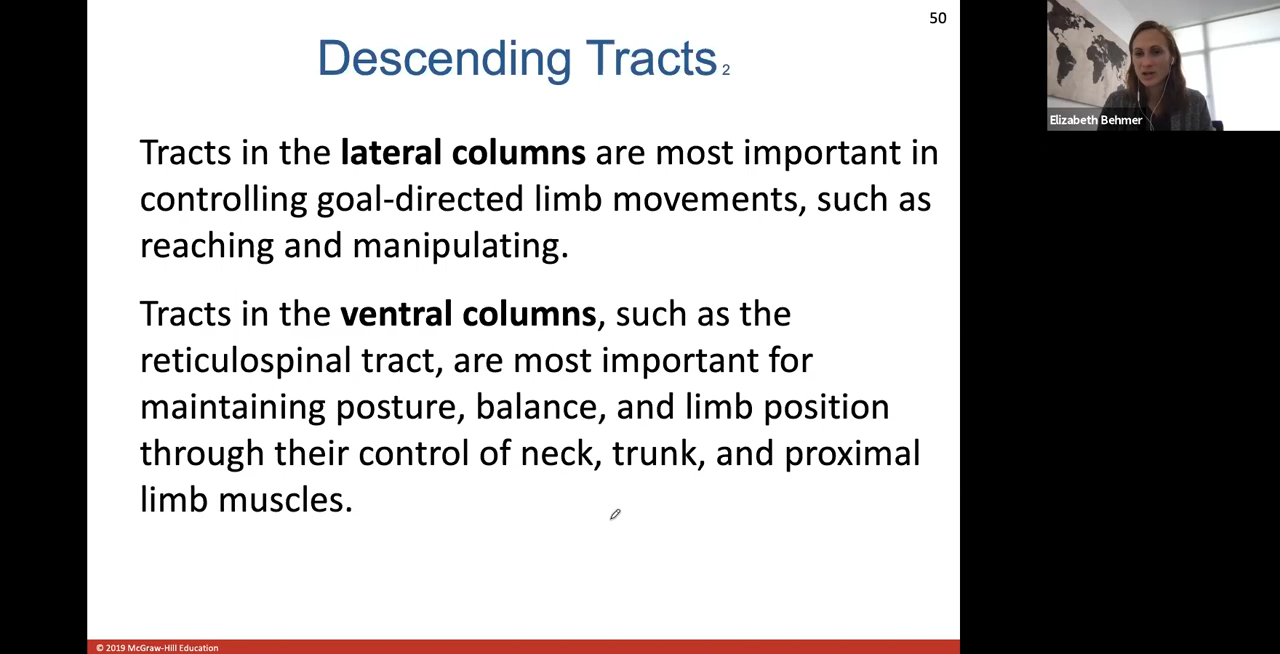 50
Descending Tracts 2
Tracts in the lateral columns are most important in
controlling goal-directed limb movements, such as
reaching and manipulating.
Tracts in the ventral columns, such as the
reticulospinal tract, are most important for
maintaining posture, balance, and limb position
through their control of neck, trunk, and proximal
limb muscles.
© 2019 McGraw-Hill Education
Elizabeth Behmer